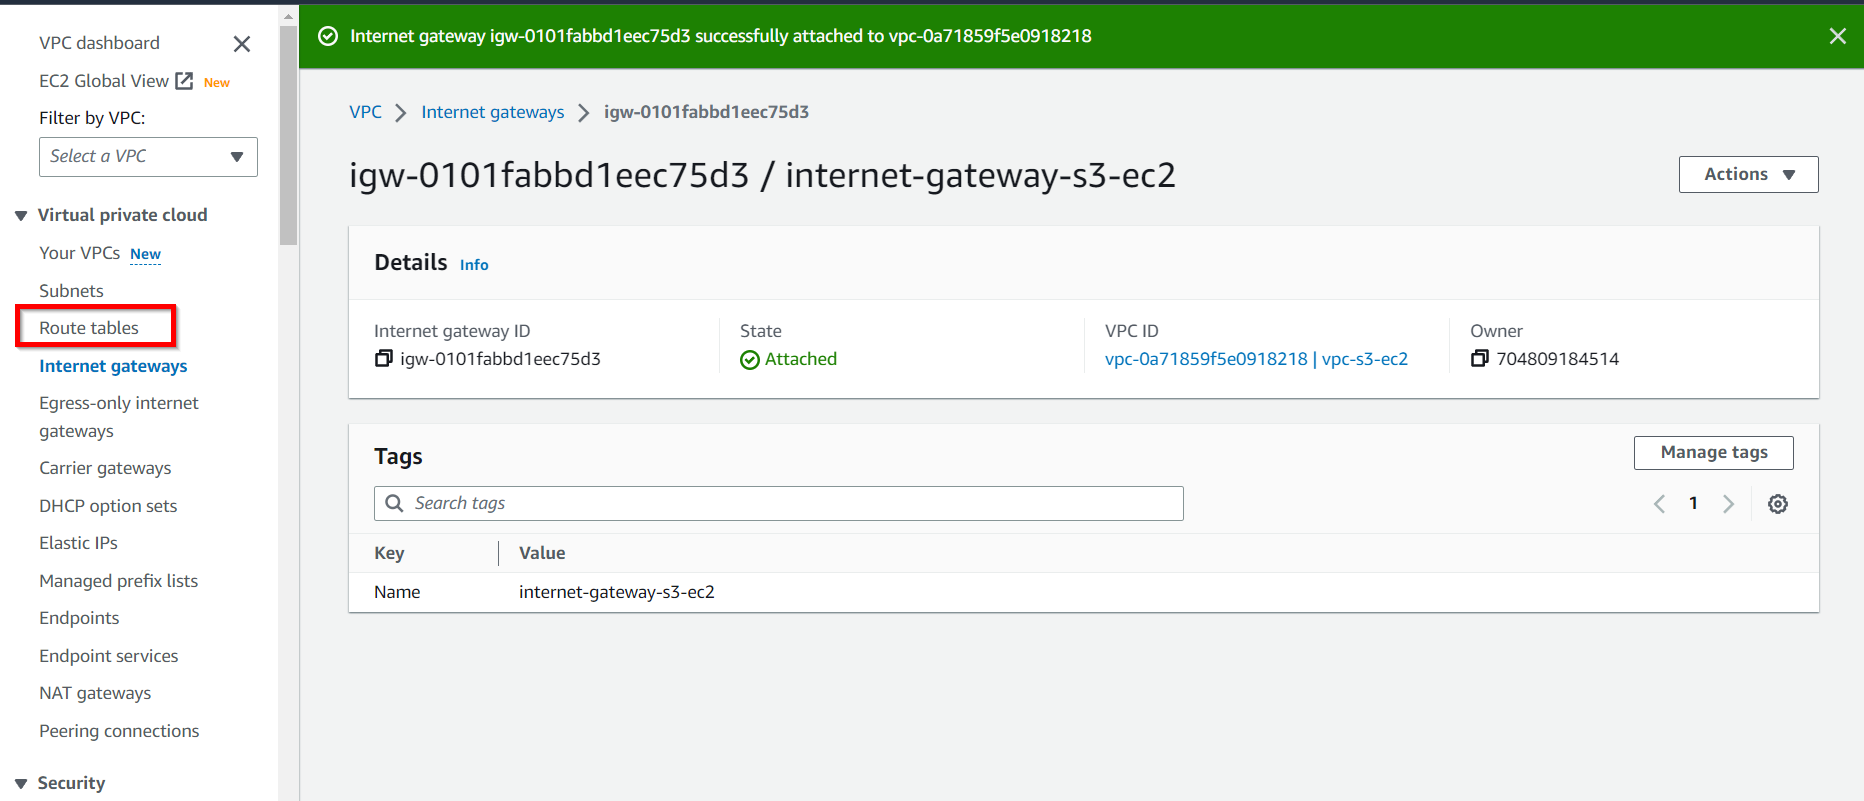 VPC dashboard
EC2 Global View New
Filter by VPC:
Select a VPC
Virtual private cloud
Your VPCs New
Subnets
Route tables
Internet gateways
Egress-only internet
gateways
Carrier gateways
DHCP option sets
Elastic IPs
Managed prefix lists
Endpoints
Endpoint services
NAT gateways
Peering connections
Security
Internet gateway igw-0101fabbd1eec75d3 successfully attached to vpc-0a71859f5e0918218
VPC Internet gateways igw-0101fabbd1eec75d3
igw-0101fabbd1eec75d3 / internet-gateway-s3-ec2
Actions
Details Info
Internet gateway ID
igw-0101fabbd1eec75d3
State
Attached
VPC ID
vpc-0a71859f5e0918218 | vpc-s3-ec2
Owner
704809184514
Tags
Manage tags
Search tags
1
Key Value
Name internet-gateway-s3-ec2